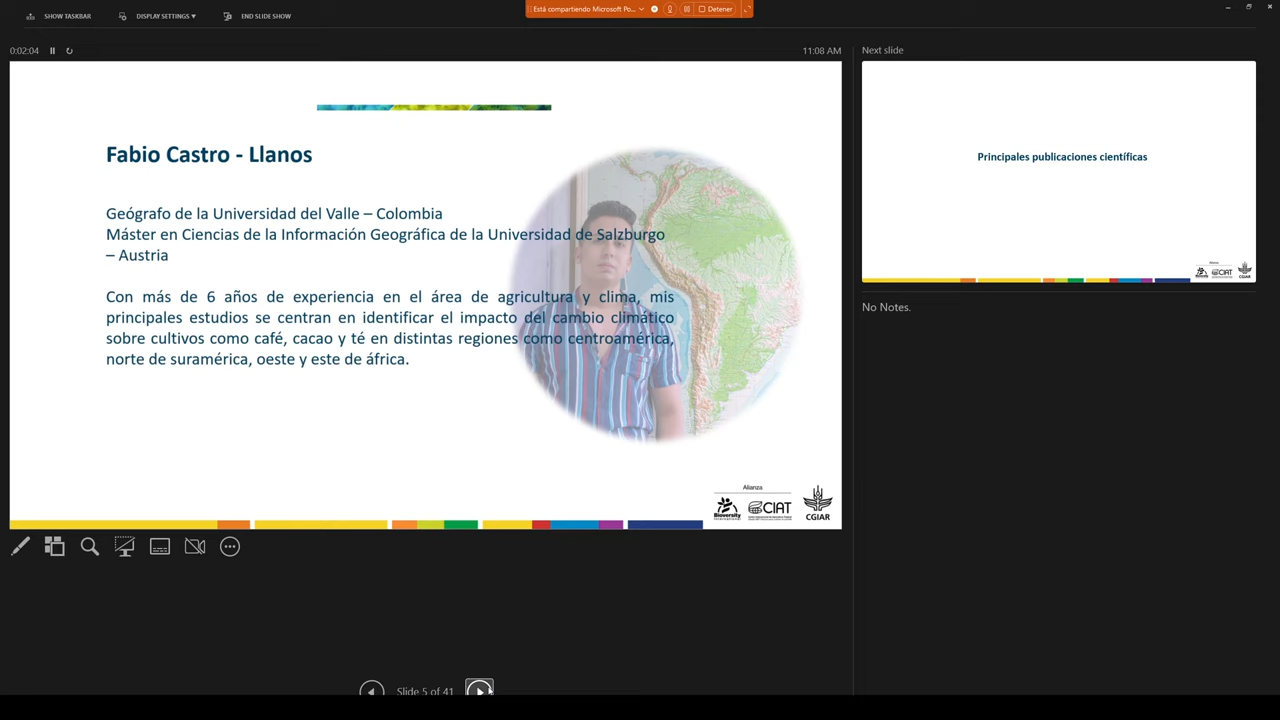 SHOW TASKBAR
DISPLAY SETTINGS ▾
END SLIDE SHOW
Está compartiendo Microsoft Po...
Detener
0:02:04
11:08 AM
Next slide
Fabio Castro - Llanos
Geógrafo de la Universidad del Valle – Colombia
Máster en Ciencias de la Información Geográfica de la Universidad de Salzburgo
– Austria
Con más de 6 años de experiencia en el área de agricultura y clima, mis
principales estudios se centran en identificar el impacto del cambio climático
sobre cultivos como café, cacao y té en distintas regiones como centroamérica,
norte de suramérica, oeste y este de áfrica.
Alianza
Bioversity
International
CIAT
CGIAR
Principales publicaciones científicas
Alianza
CIAT
CGIAR
No Notes.
Slide 5 of 41